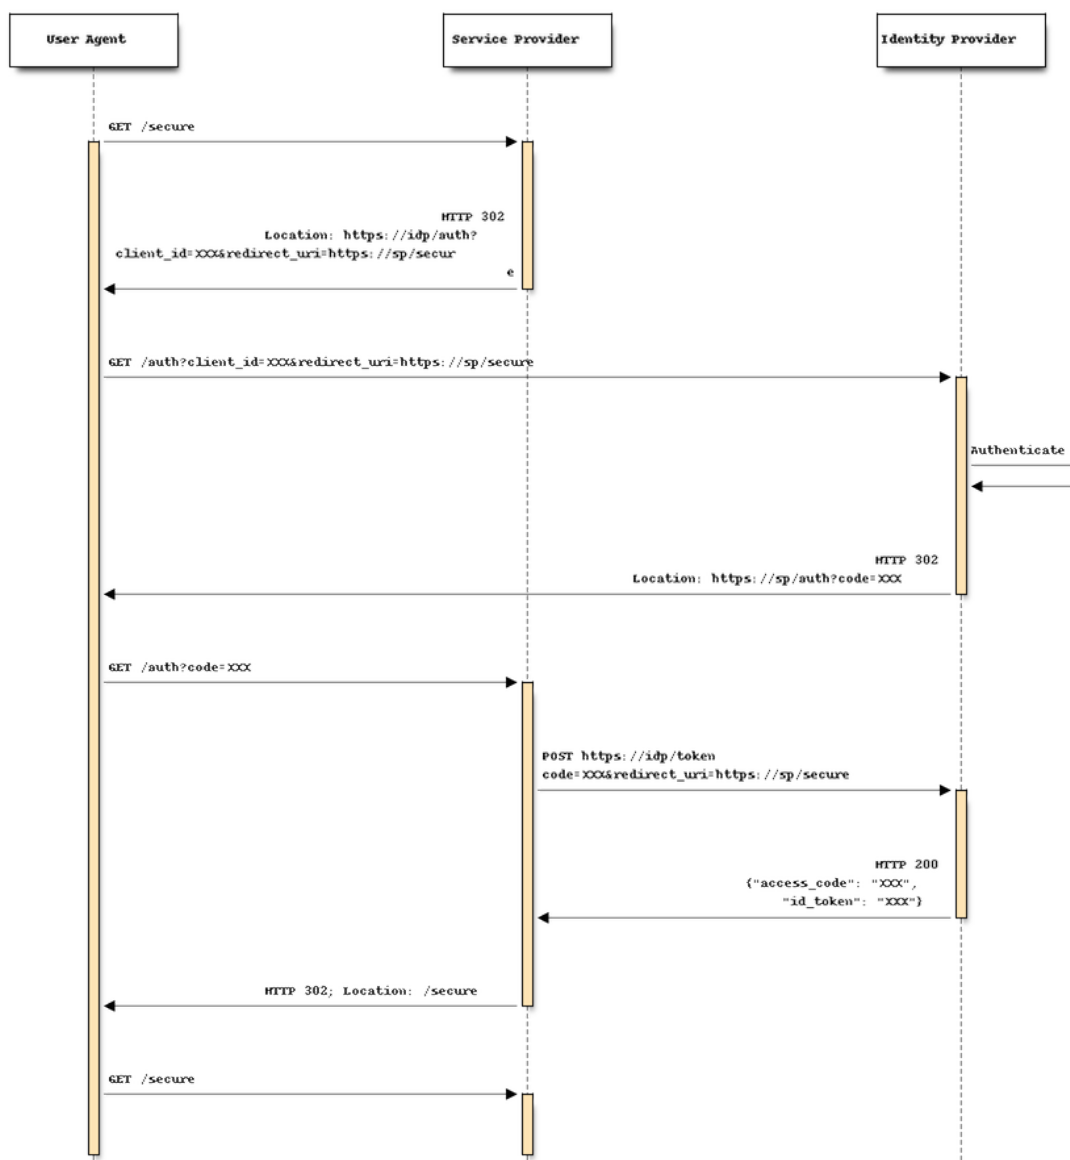 User Agent
Service Provider
Identity Provider
GET /secure
HTTP 302
Location: https://idp/auth?
client_id=XXX&redirect_uri=https://sp/secur
e
GET /auth?client_id=XXX&redirect_uri=https://sp/secure
Authenticate
HTTP 302
Location: https://sp/auth?code=XXX
GET /auth?code=XXX
POST https://idp/token
code=XXX&redirect_uri=https://sp/secure
HTTP 200
{"access_code": "XXX",
"id_token": "XXX"}
HTTP 302; Location: /secure
GET /secure